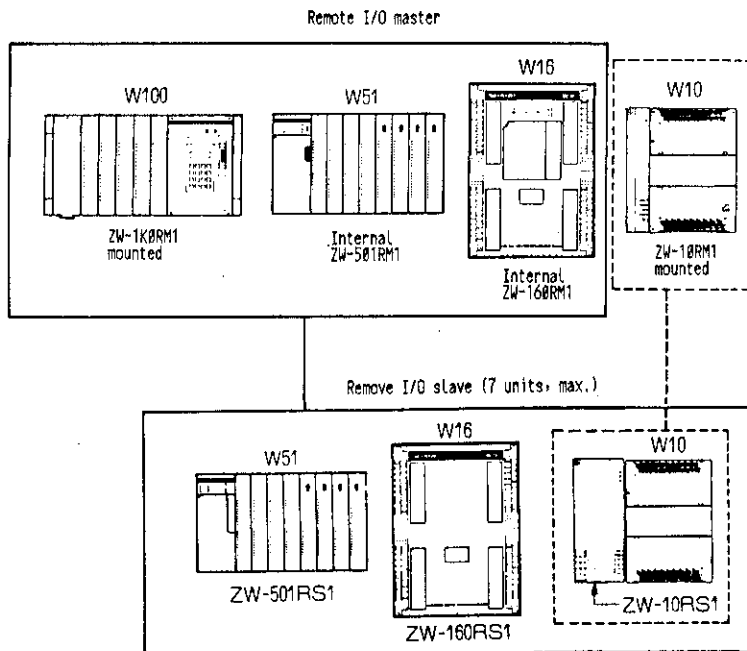 Remote I/O master
W100
W51
W16
W10
ZW-1K0RM1
mounted
Internal
ZW-501RM1
Internal
ZW-160RM1
ZW-10RM1
mounted
Remove I/O slave (7 units, max.)
W51
W16
W10
ZW-501RS1
ZW-160RS1
ZW-10RS1